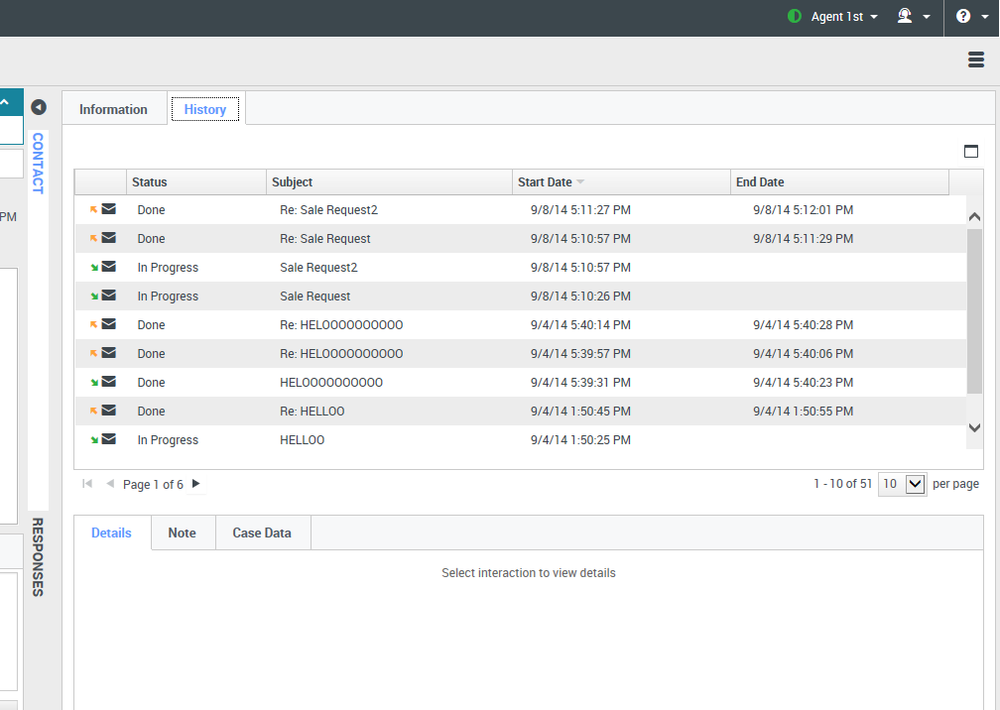 Agent 1st
?
Information
History
PM
CONTACT
Status Subject Start Date End Date
Done Re: Sale Request2 9/8/14 5:11:27 PM 9/8/14 5:12:01 PM
Done Re: Sale Request 9/8/14 5:10:57 PM 9/8/14 5:11:29 PM
In Progress Sale Request2 9/8/14 5:10:57 PM
In Progress Sale Request 9/8/14 5:10:26 PM
Done Re: HELOOOOOOOOOO 9/4/14 5:40:14 PM 9/4/14 5:40:28 PM
Done Re: HELOOOOOOOOOO 9/4/14 5:39:57 PM 9/4/14 5:40:06 PM
Done HELOOOOOOOOOO 9/4/14 5:39:31 PM 9/4/14 5:40:23 PM
Done Re: HELLOO 9/4/14 1:50:45 PM 9/4/14 1:50:55 PM
In Progress HELLOO 9/4/14 1:50:25 PM
Page 1 of 6
1 - 10 of 51 10 per page
RESPONSES
Details Note Case Data
Select interaction to view details